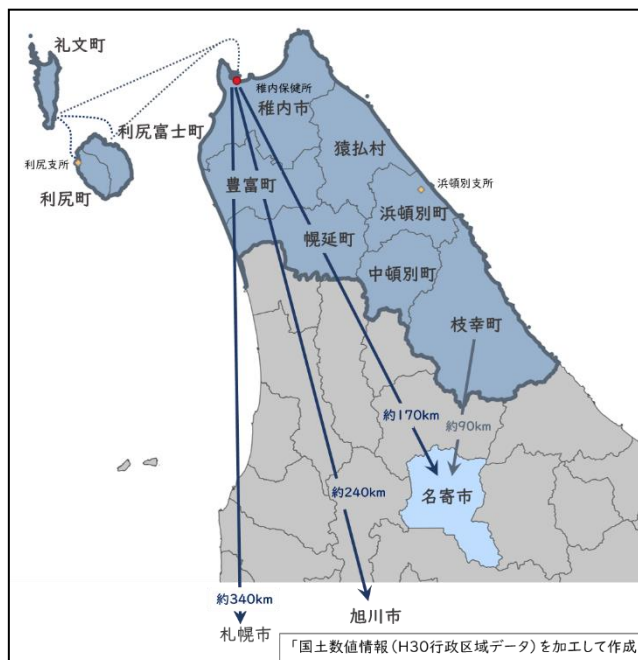 礼文町
稚内保健所
稚内市
利尻富士町
猿払村
利尻支所
豊富町
浜頓別支所
利尻町
浜頓別町
幌延町
中頓別町
枝幸町
約170km
約90km
約240km
名寄市
約340km
旭川市
札幌市
「国土数値情報(H30行政区域データ)を加工して作成